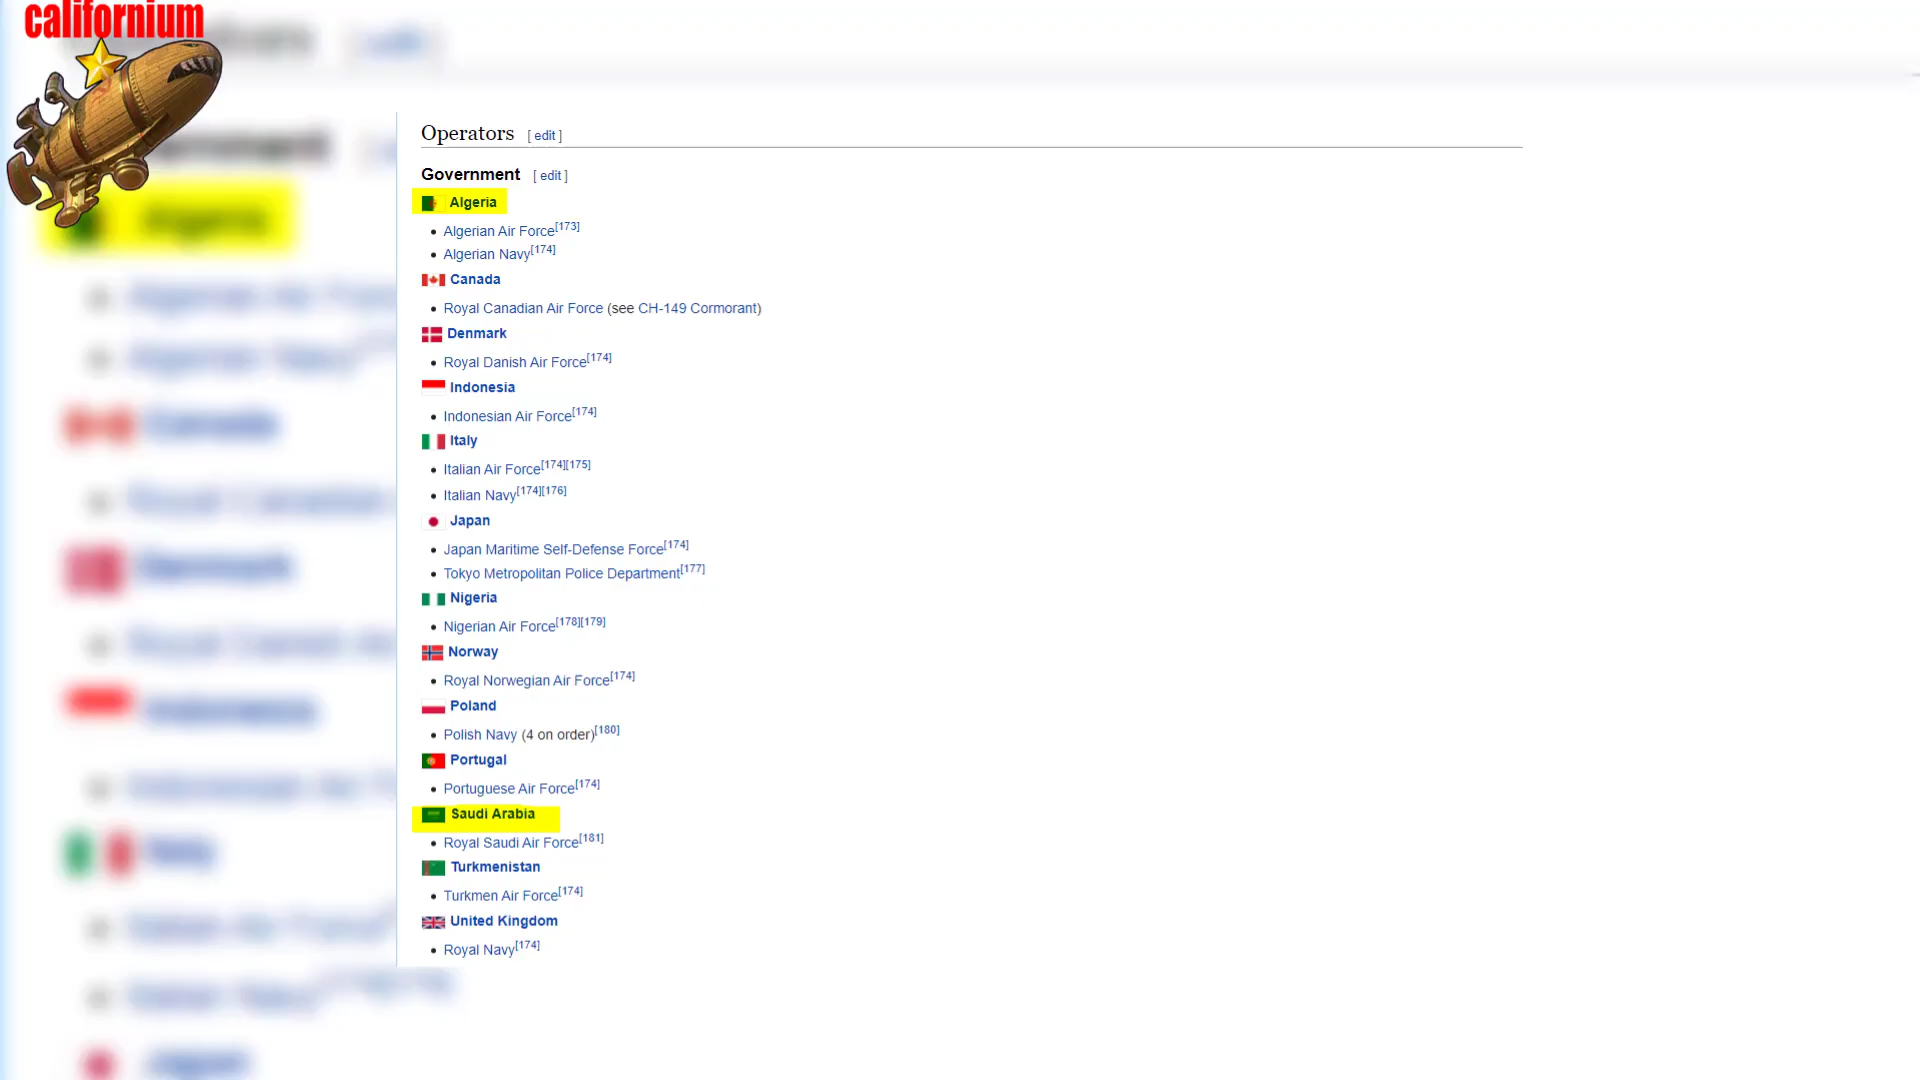 californium
Operators [ edit ]
Government [ edit ]
Algeria
• Algerian Air Force[173]
• Algerian Navy[174]
Canada
• Royal Canadian Air Force (see CH-149 Cormorant)
Denmark
• Royal Danish Air Force[174]
Indonesia
• Indonesian Air Force[174]
Italy
• Italian Air Force[174][175]
• Italian Navy[174][176]
Japan
• Japan Maritime Self-Defense Force[174]
• Tokyo Metropolitan Police Department[177]
Nigeria
• Nigerian Air Force[178][179]
Norway
• Royal Norwegian Air Force[174]
Poland
• Polish Navy (4 on order)[180]
Portugal
• Portuguese Air Force[174]
Saudi Arabia
• Royal Saudi Air Force[181]
Turkmenistan
• Turkmen Air Force[174]
United Kingdom
• Royal Navy[174]